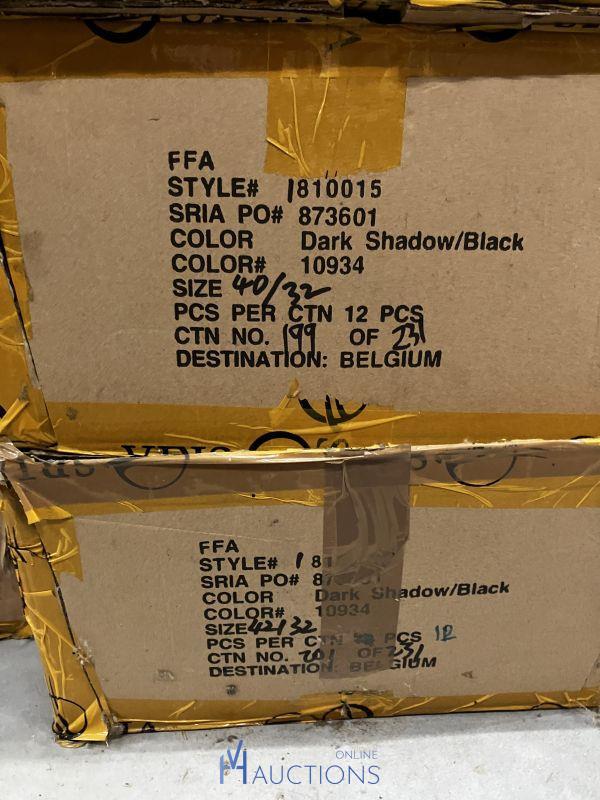 FFA
STYLE# 1810015
SRIA PO# 873601
COLOR Dark Shadow/Black
COLOR# 10934
SIZE 40/32
PCS PER CTN 12 PCS
CTN NO. 199 OF 231
DESTINATION: BELGIUM
FFA
STYLE# 181
SRIA PO#
COLOR Dark Shadow/Black
COLOR# 10934
SIZE 42/32
PCS PER CTN PCS 12
CTN NO. 201 OF 231
DESTINATION: BELGIUM
ONLINE
AUCTIONS